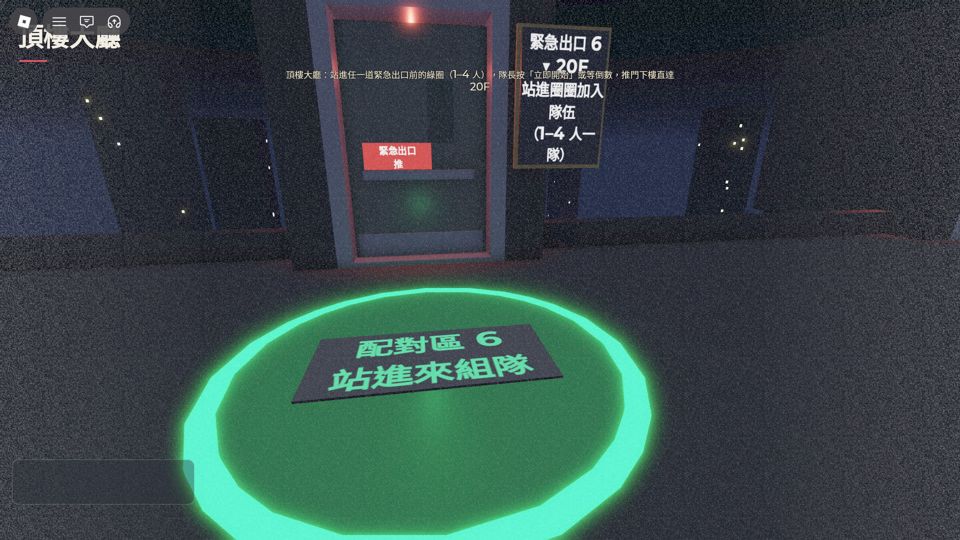 頂樓大廳
頂樓大廳：站進任一道緊急出口前的綠圈（1–4 人），隊長按「立即開始」或等倒數，推門下樓直達
20F
緊急出口 6
▼ 20F
站進圈圈加入
隊伍
（1–4 人一
隊）
緊急出口
推
配對區 6
站進來組隊